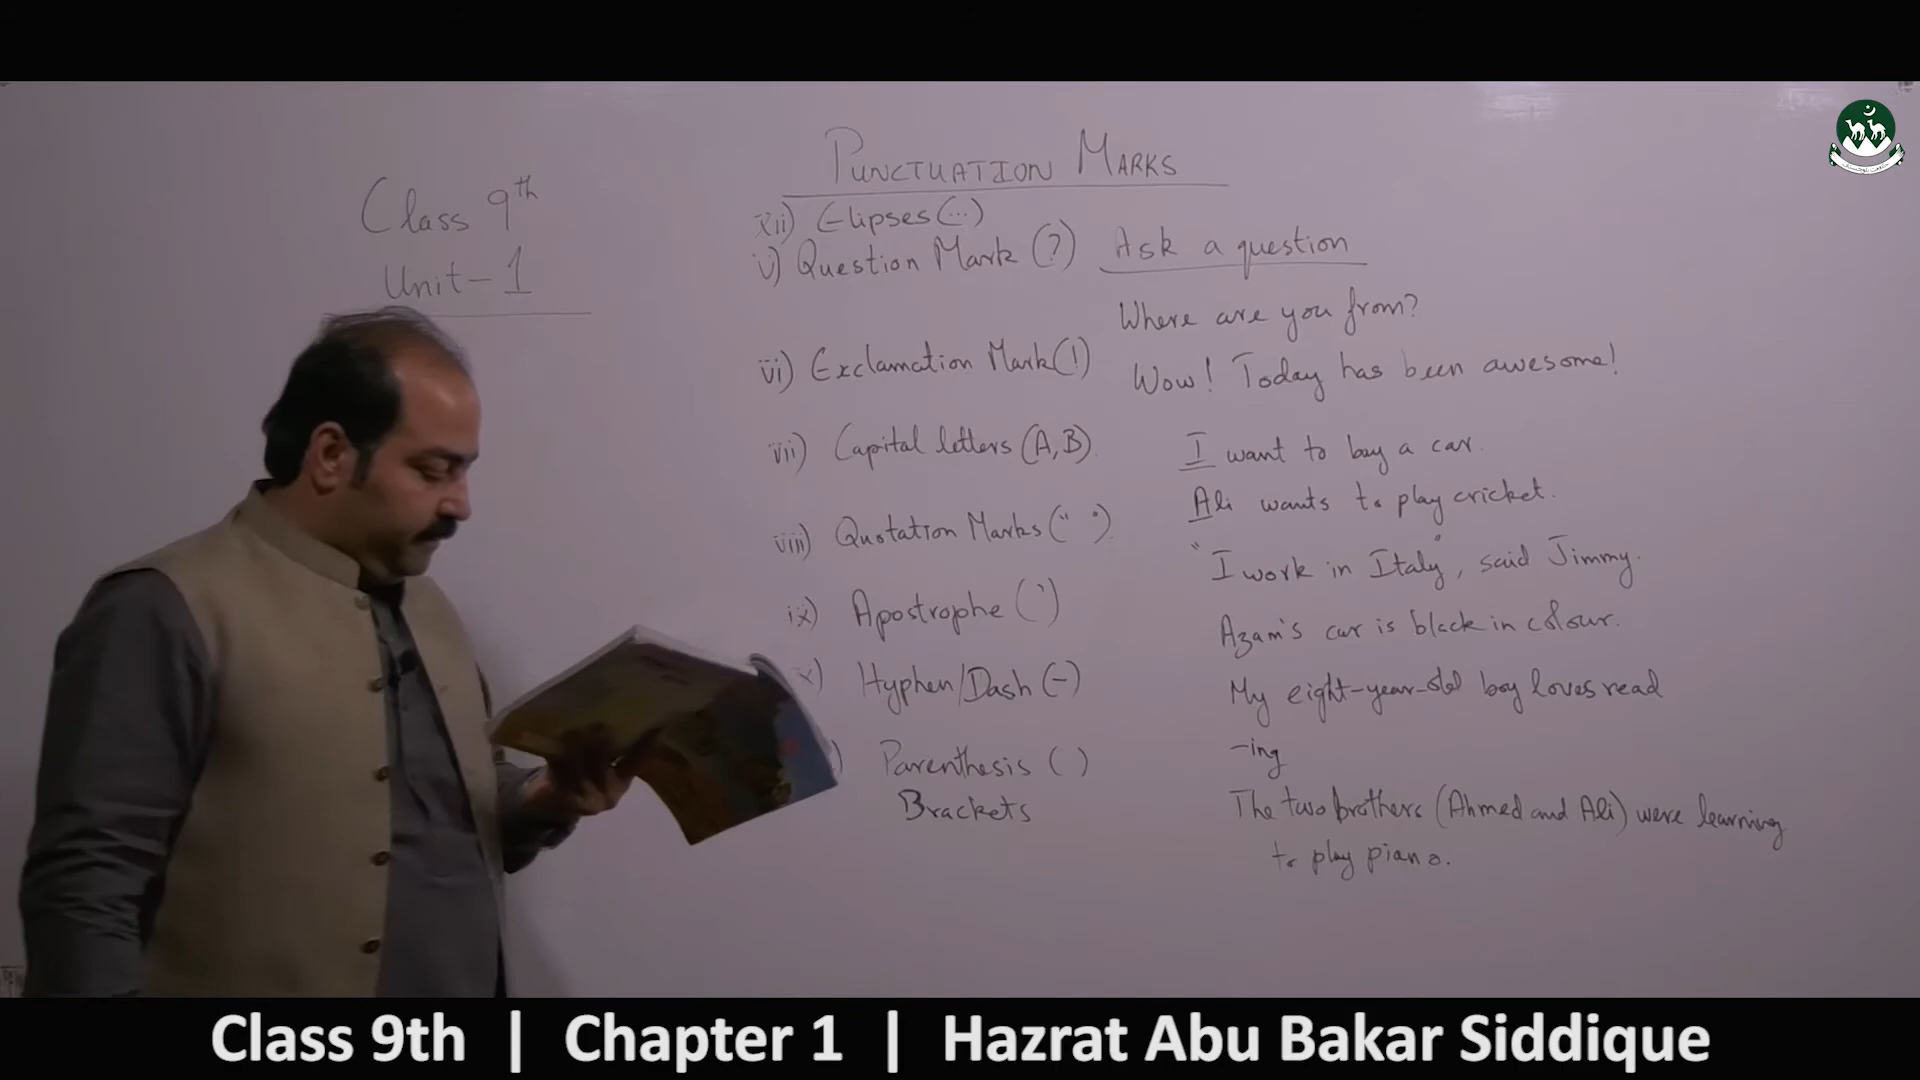 PUNCTUATION MARKS
Class 9th
Unit-1
xii) Elipses (...)
v) Question Mark (?) Ask a question
Where are you from?
vi) Exclamation Mark (!) Wow! Today has been awesome!
vii) Capital letters (A, B). I want to buy a car.
Ali wants to play cricket.
viii) Quotation Marks (" "). "I work in Italy", said Jimmy.
ix) Apostrophe (') Azam's car is black in colour.
x) Hyphen/Dash (-) My eight-year-old boy loves read
-ing
) Parenthesis ( ) The two brothers (Ahmed and Ali) were learning
Brackets to play piano.
Class 9th | Chapter 1 | Hazrat Abu Bakar Siddique